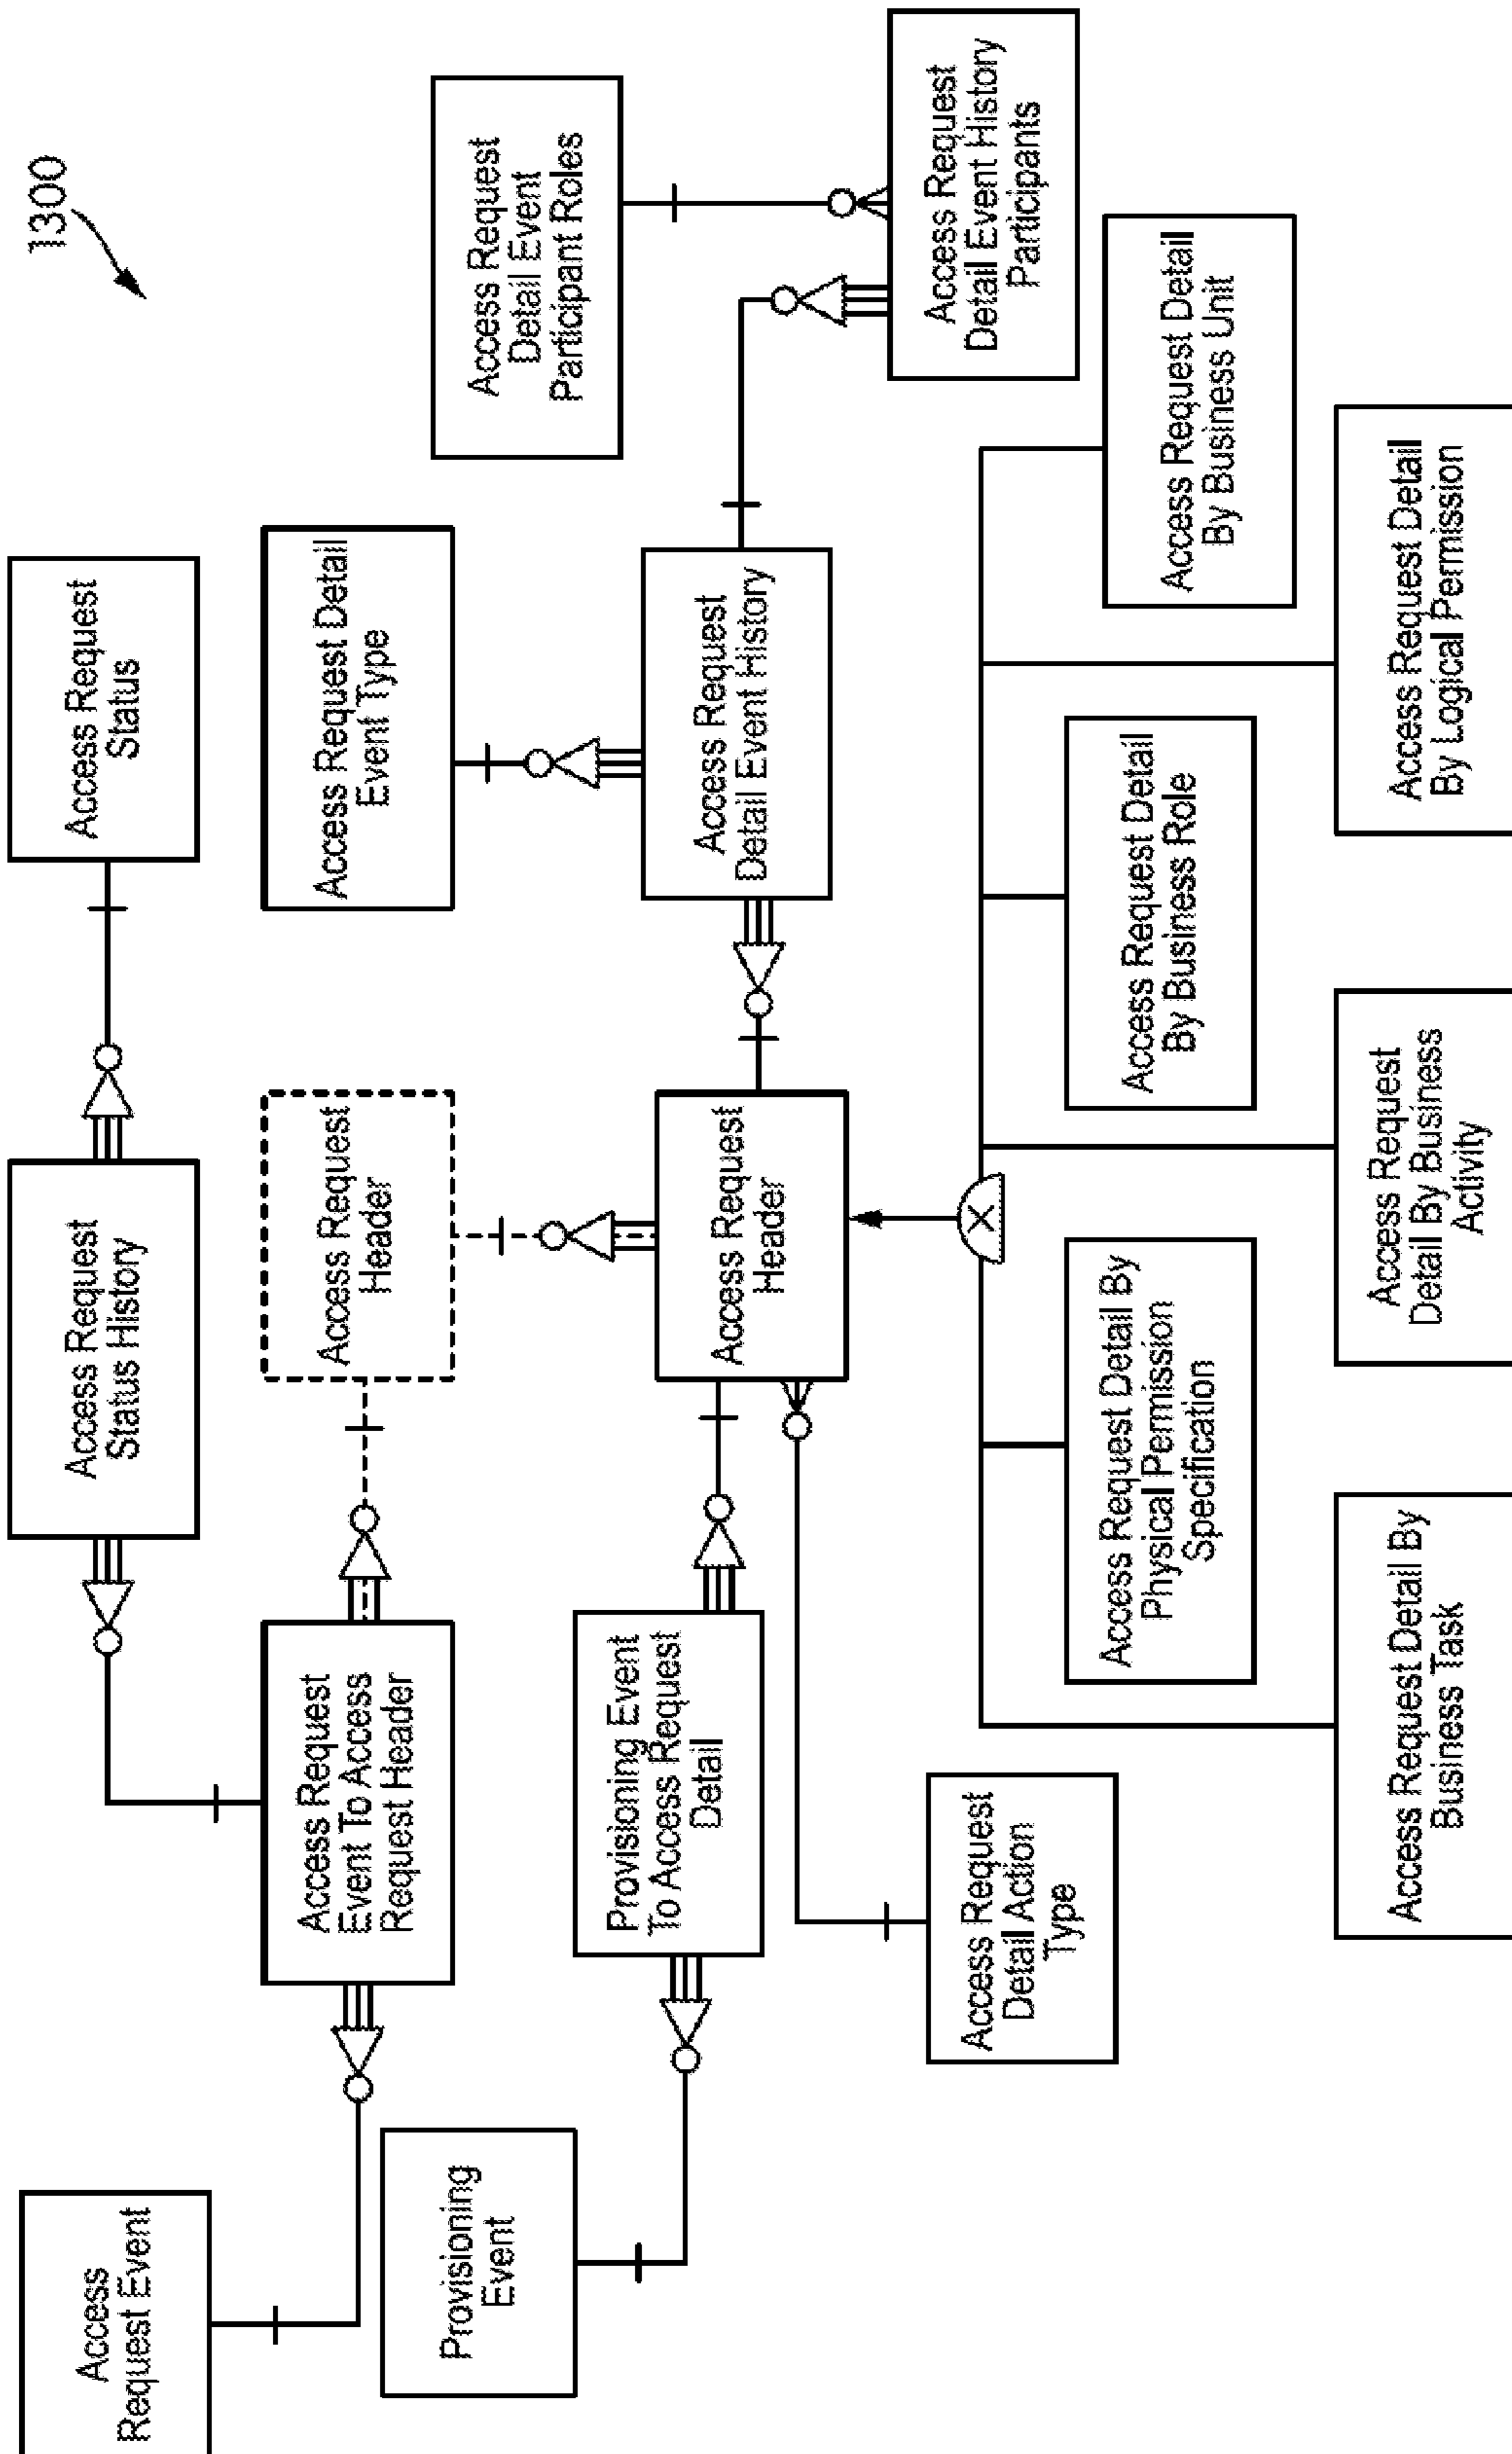 1300
Access
Request Event
Access Request
Status History
Access Request
Status
Access Request
Event To Access
Request Header
Access Request
Header
Access Request Detail
Event Type
Provisioning
Event
Provisioning Event
To Access Request
Detail
Access Request
Header
Access Request
Detail Event History
Access Request
Detail Event
Participant Roles
Access Request
Detail Action
Type
Access Request
Detail Event History
Participants
Access Request Detail By
Physical Permission
Specification
Access Request Detail
By Business Role
Access Request Detail
By Business Unit
Access Request Detail By
Business Task
Access Request
Detail By Business
Activity
Access Request Detail
By Logical Permission